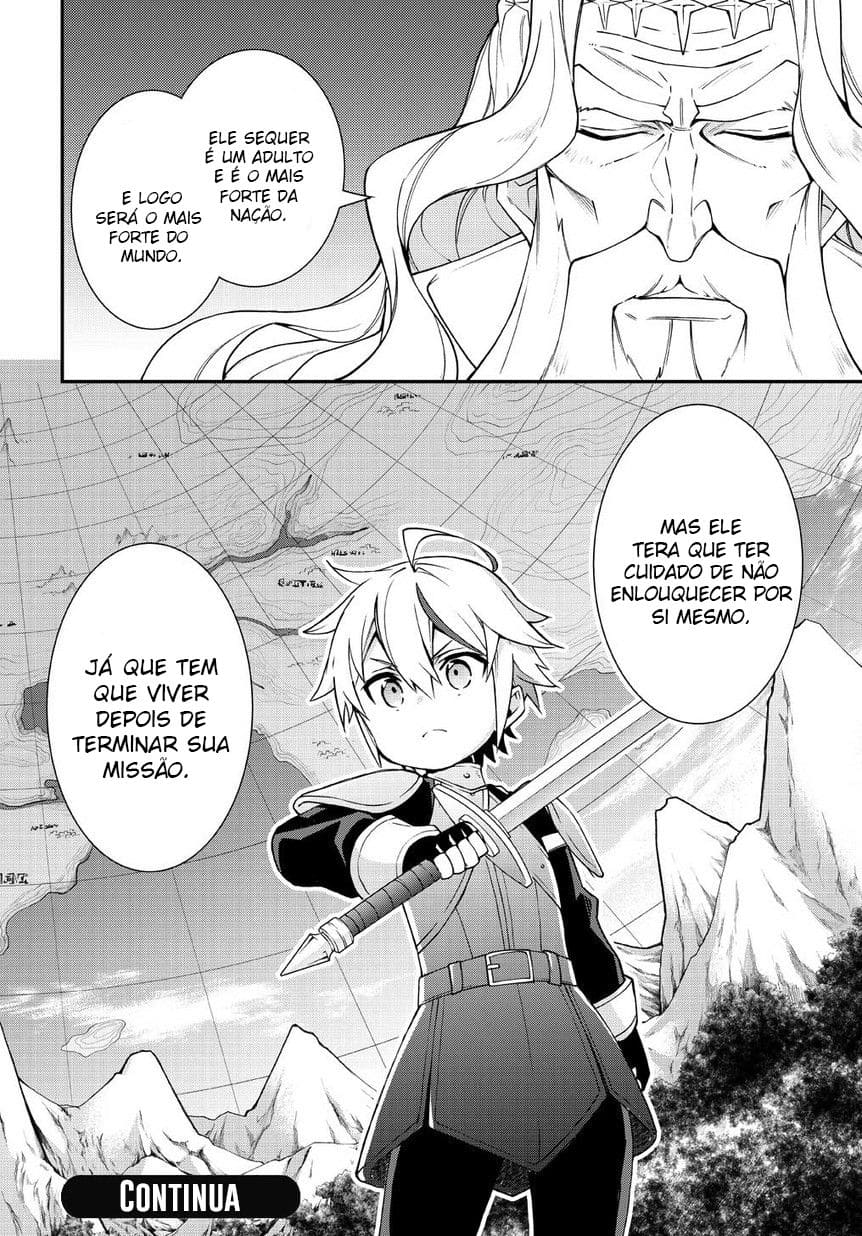 ELE SEQUER
É UM ADULTO
E É O MAIS
FORTE DA
NAÇÃO.
E LOGO
SERÁ O MAIS
FORTE DO
MUNDO.
MAS ELE
TERA QUE TER
CUIDADO DE NÃO
ENLOUQUECER POR
SI MESMO.
JÁ QUE TEM
QUE VIVER
DEPOIS DE
TERMINAR SUA
MISSÃO.
CONTINUA